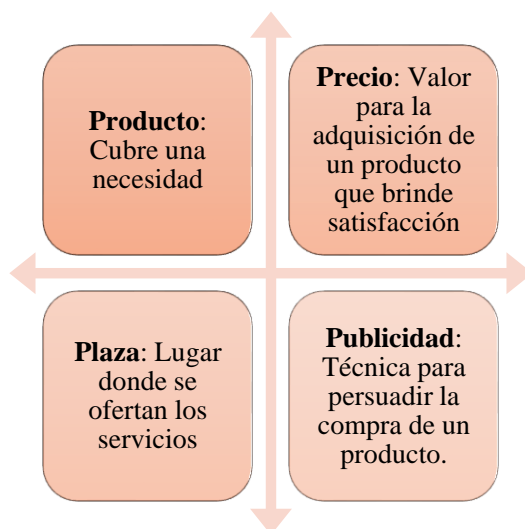 Producto:
Cubre una
necesidad
Precio: Valor
para la
adquisición de
un producto
que brinde
satisfacción
Plaza: Lugar
donde se
ofertan los
servicios
Publicidad:
Técnica para
persuadir la
compra de un
producto.